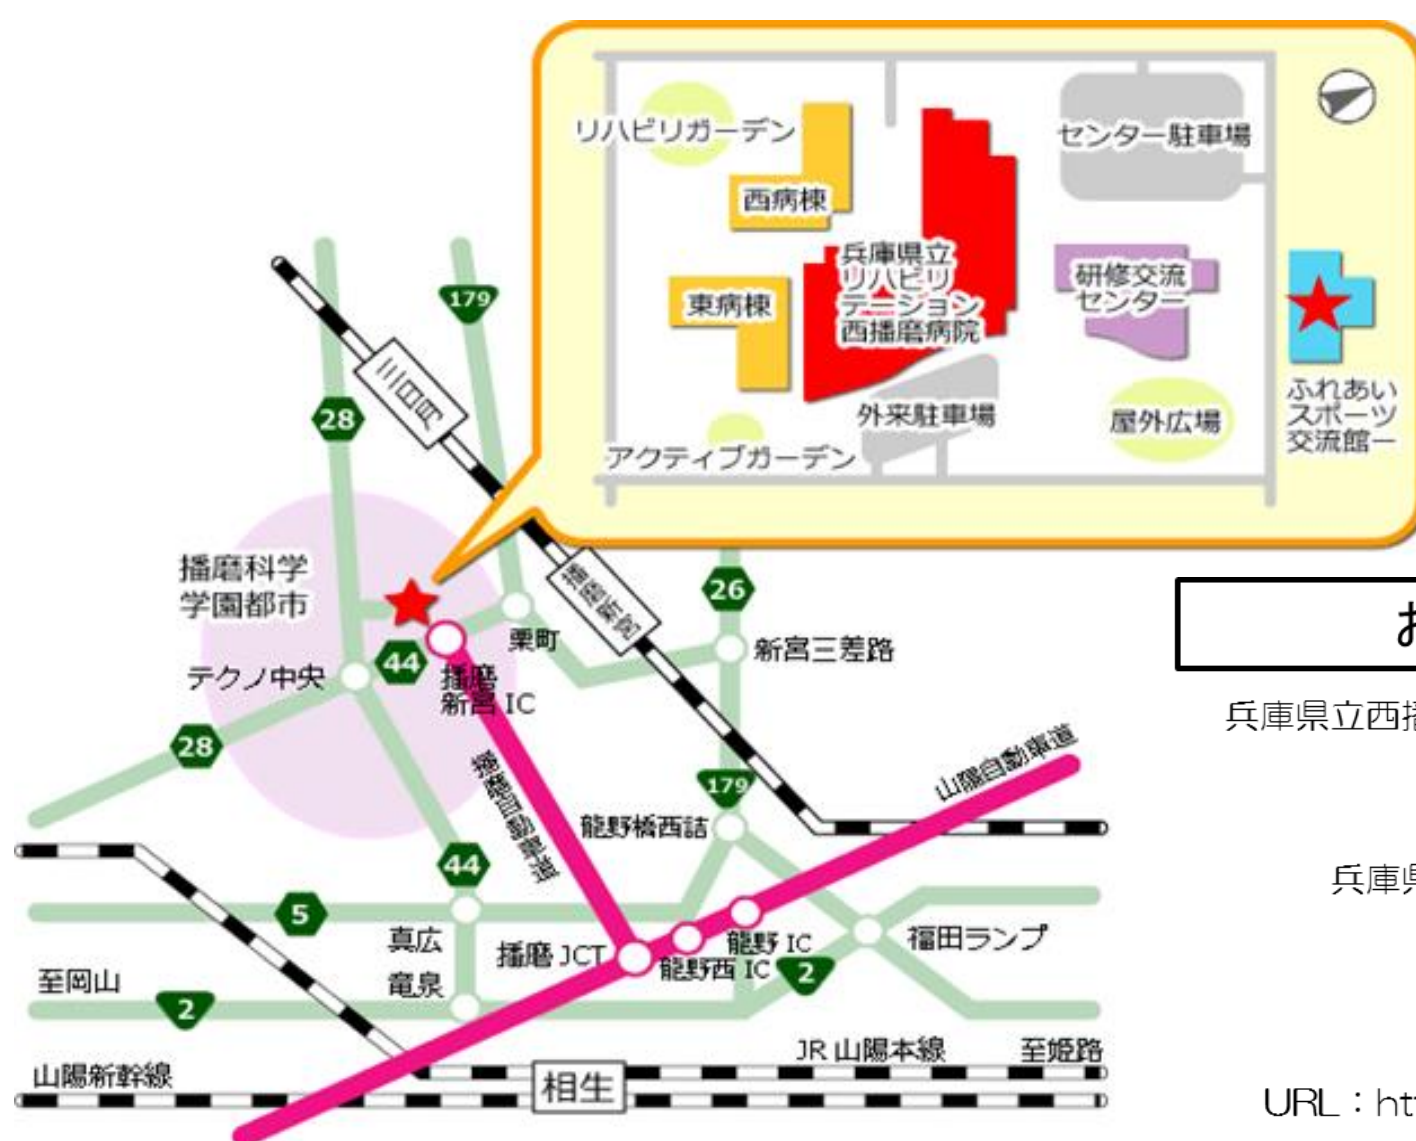 リハビリガーデン
センター駐車場
西病棟
兵庫県立
リハビリ
テーション
西播磨病院
研修交流
センター
東病棟
ふれあい
スポーツ
交流館ー
外来駐車場
屋外広場
アクティブガーデン
179
三日町
28
播磨科学
学園都市
播磨新宮
26
お
栗町
新宮三差路
テクノ中央
44
播磨
新宮 IC
兵庫県立西播
28
山陽自動車道
播磨自動車道
179
龍野橋西詰
44
兵庫県
5
真広
播磨 JCT
龍野 IC
龍野西 IC
福田ランプ
至岡山
竜泉
2
2
JR 山陽本線
至姫路
山陽新幹線
相生
URL：htt